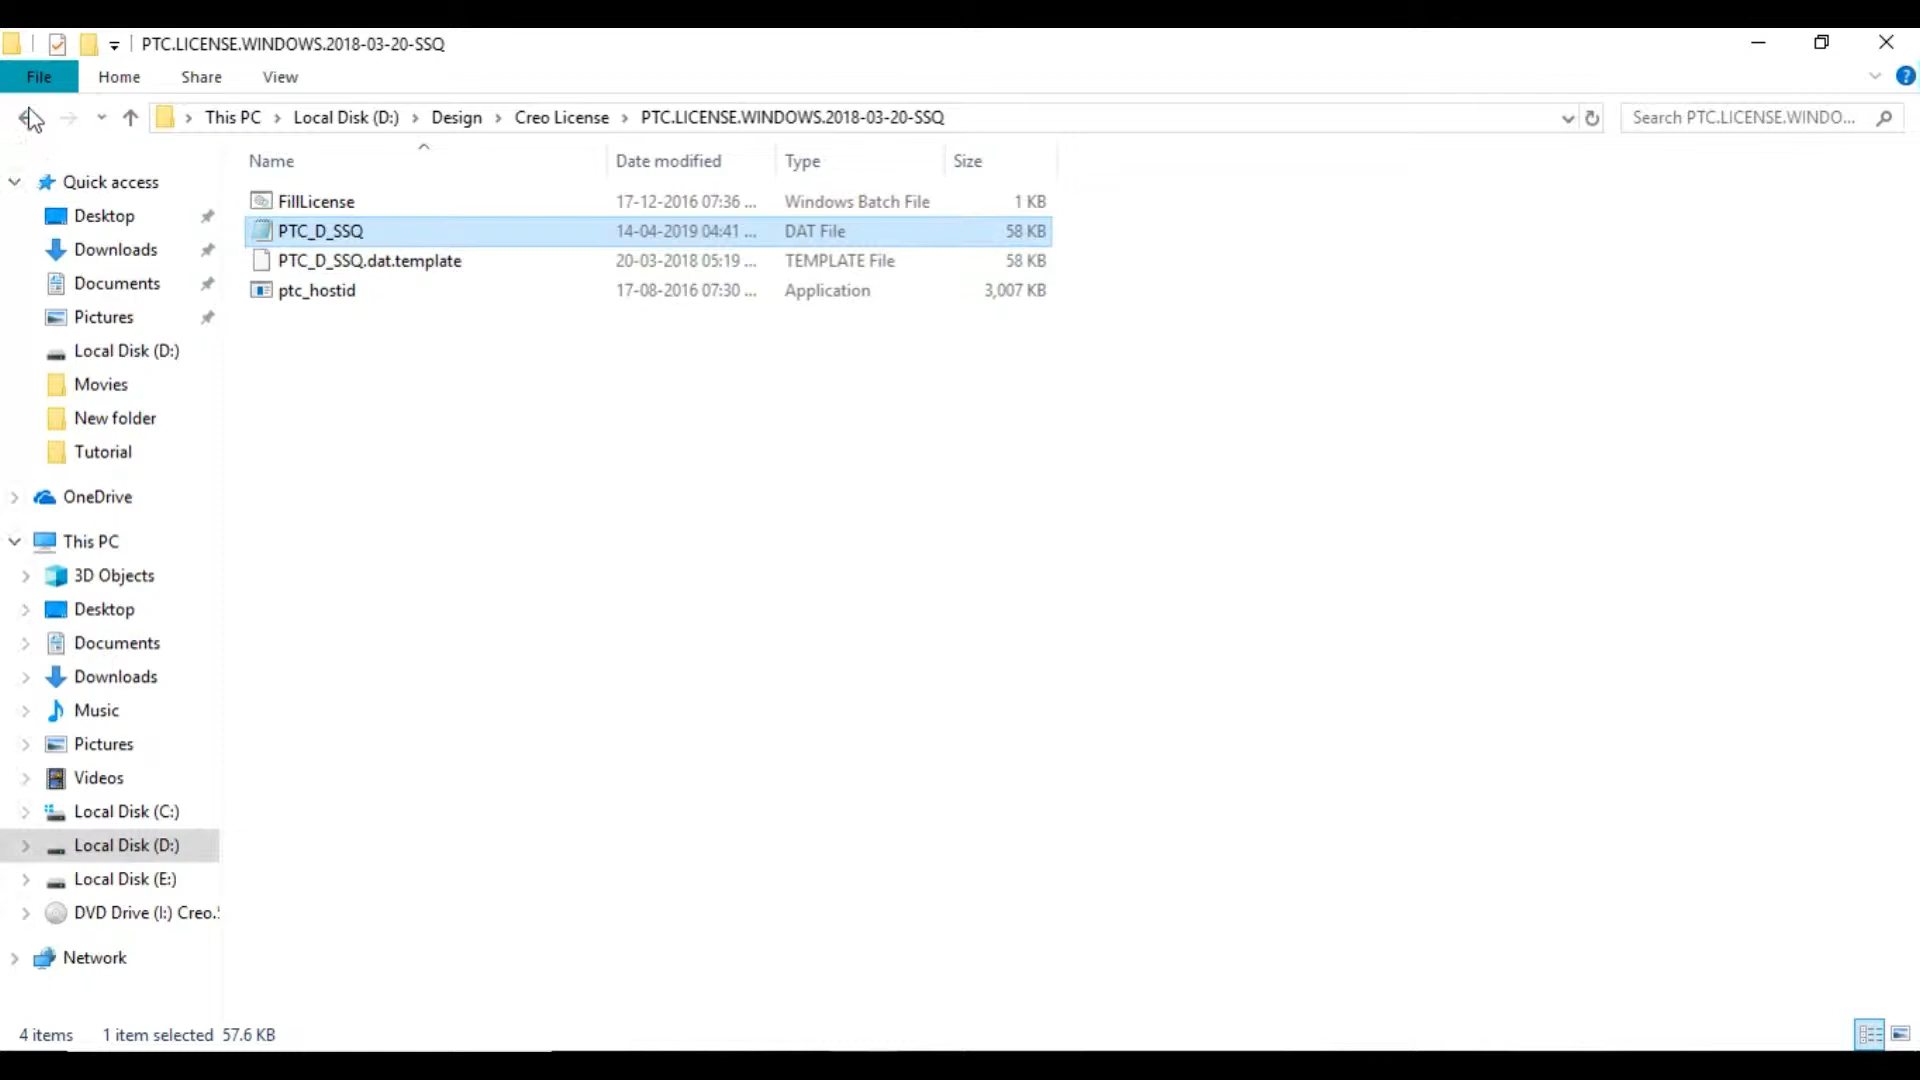 PTC.LICENSE.WINDOWS.2018-03-20-SSQ
File Home Share View
This PC Local Disk (D:) Design Creo License PTC.LICENSE.WINDOWS.2018-03-20-SSQ Search PTC.LICENSE.WINDO...
Name Date modified Type Size
Quick access
Desktop
Downloads
Documents
Pictures
Local Disk (D:)
Movies
New folder
Tutorial
OneDrive
This PC
3D Objects
Desktop
Documents
Downloads
Music
Pictures
Videos
Local Disk (C:)
Local Disk (D:)
Local Disk (E:)
DVD Drive (I:) Creo.
Network
FillLicense 17-12-2016 07:36 ... Windows Batch File 1 KB
PTC_D_SSQ 14-04-2019 04:41 ... DAT File 58 KB
PTC_D_SSQ.dat.template 20-03-2018 05:19 ... TEMPLATE File 58 KB
ptc_hostid 17-08-2016 07:30 ... Application 3,007 KB
4 items 1 item selected 57.6 KB